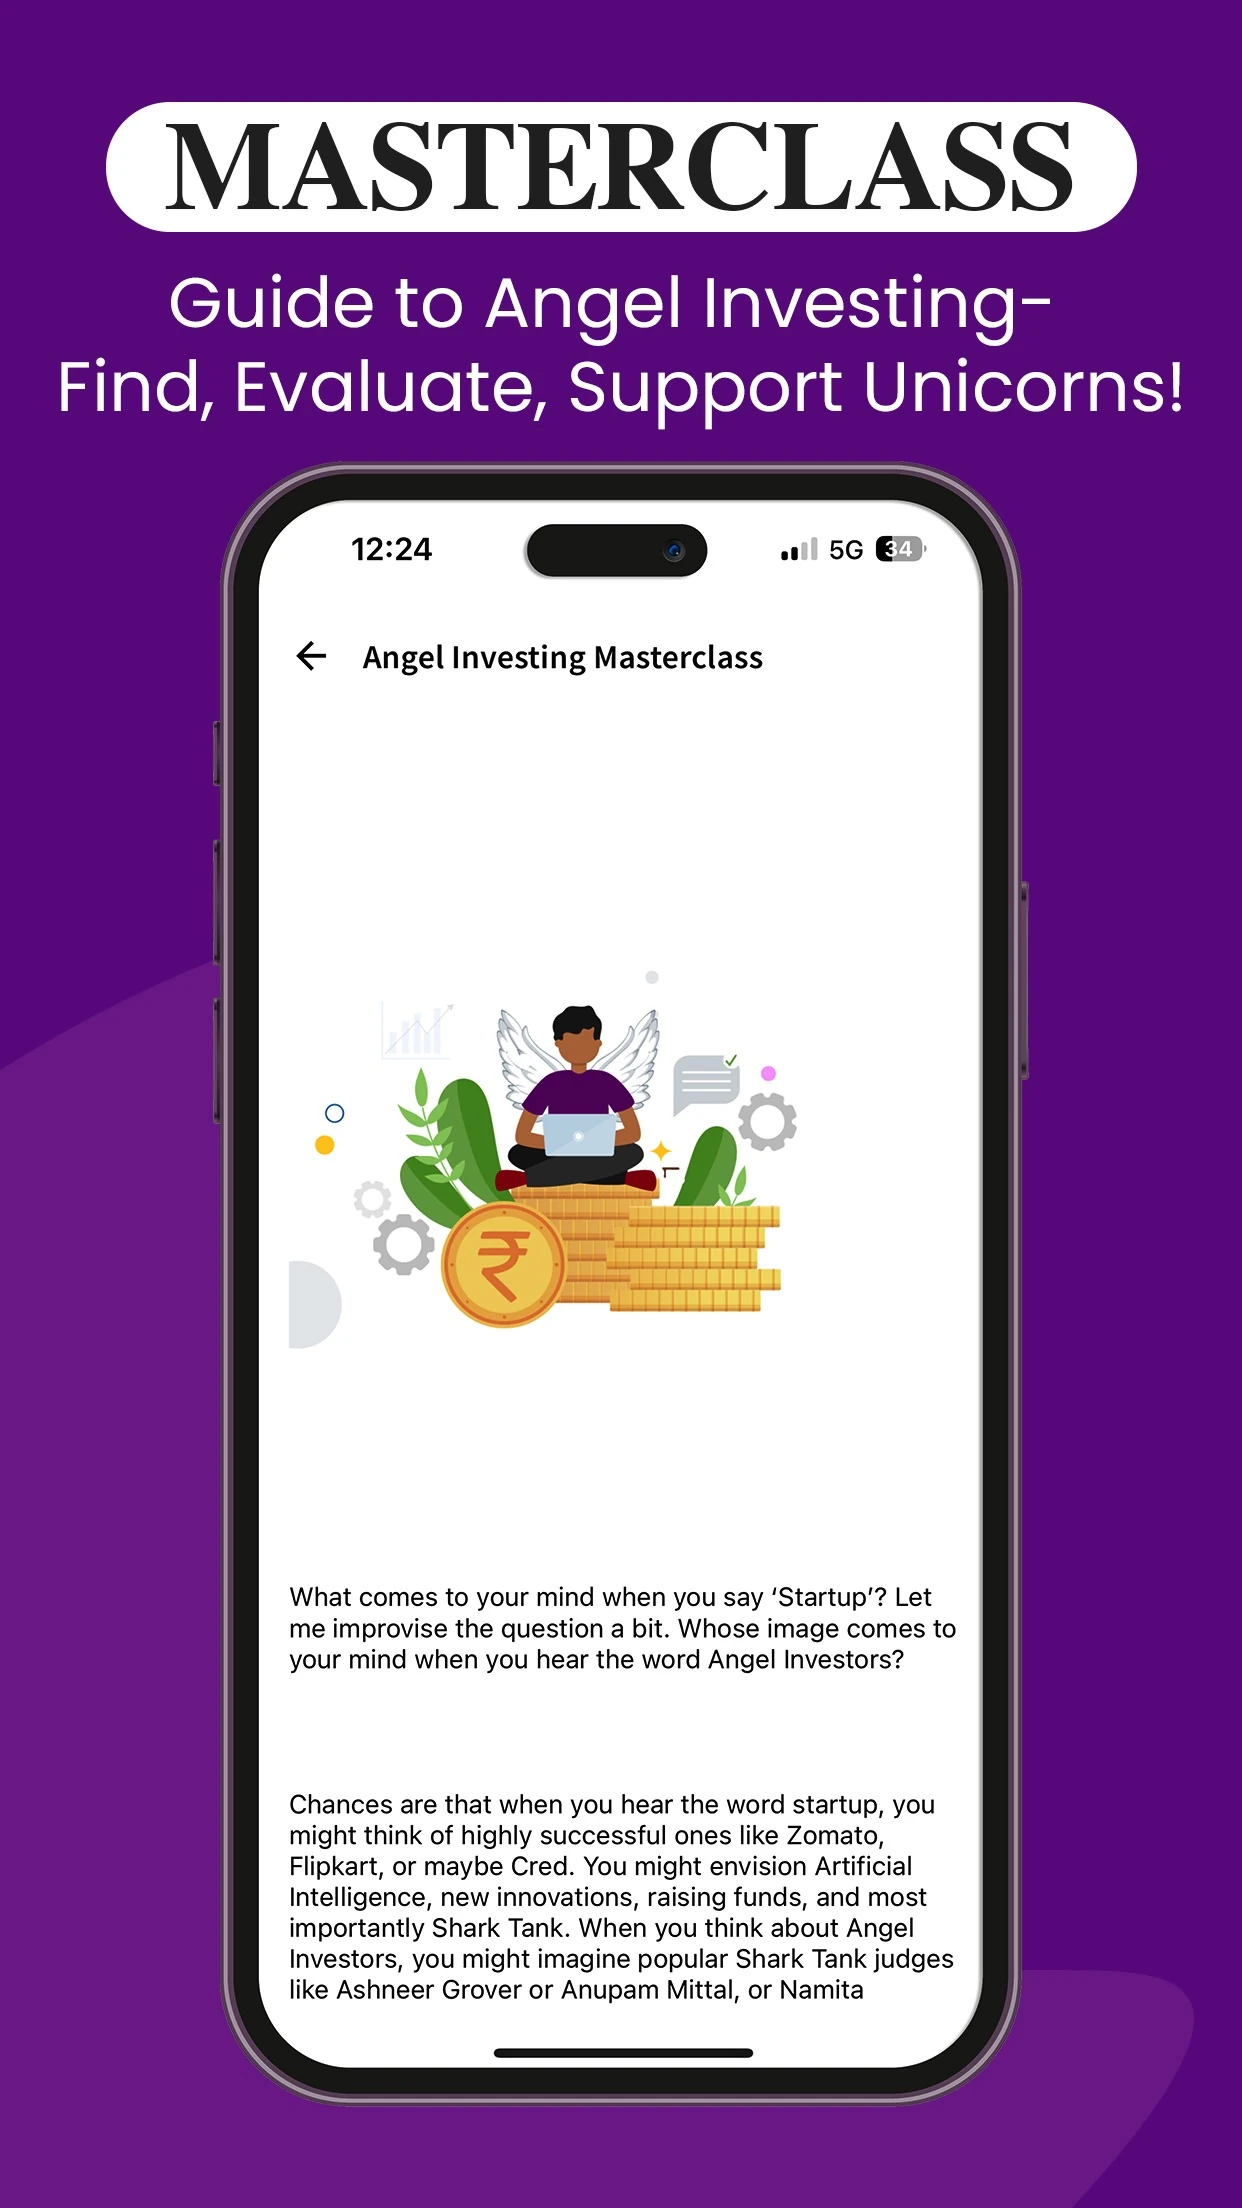 MASTERCLASS
Guide to Angel Investing-
Find, Evaluate, Support Unicorns!
12:24
5G
34
Angel Investing Masterclass
₹
What comes to your mind when you say ‘Startup’? Let
me improvise the question a bit. Whose image comes to
your mind when you hear the word Angel Investors?
Chances are that when you hear the word startup, you
might think of highly successful ones like Zomato,
Flipkart, or maybe Cred. You might envision Artificial
Intelligence, new innovations, raising funds, and most
importantly Shark Tank. When you think about Angel
Investors, you might imagine popular Shark Tank judges
like Ashneer Grover or Anupam Mittal, or Namita